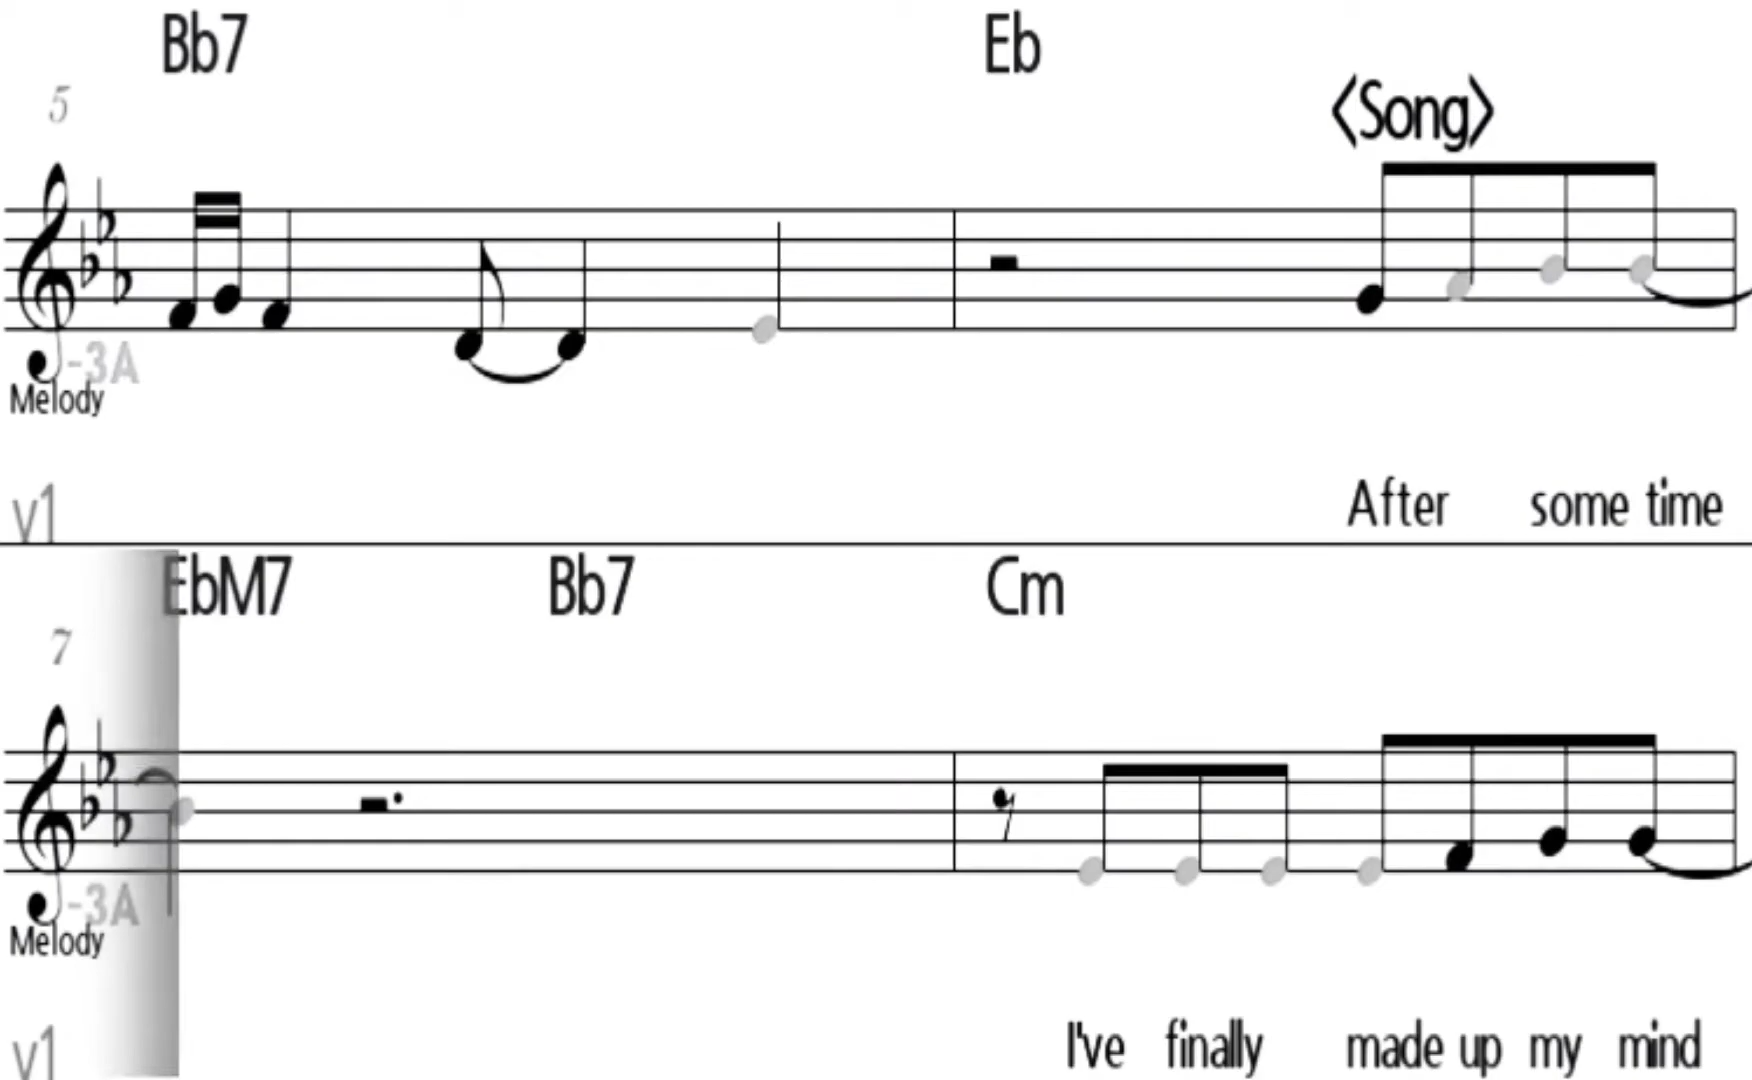 Bb7 Eb
5 <Song>
-3A
Melody
v1 After some time
EbM7 Bb7 Cm
7
-3A
Melody
v1 I've finally made up my mind